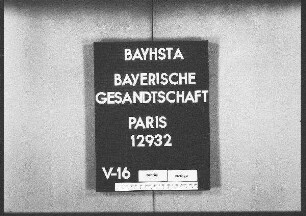 BAYHSTA
BAYERISCHE
GESANDTSCHAFT
PARIS
12932
V-16